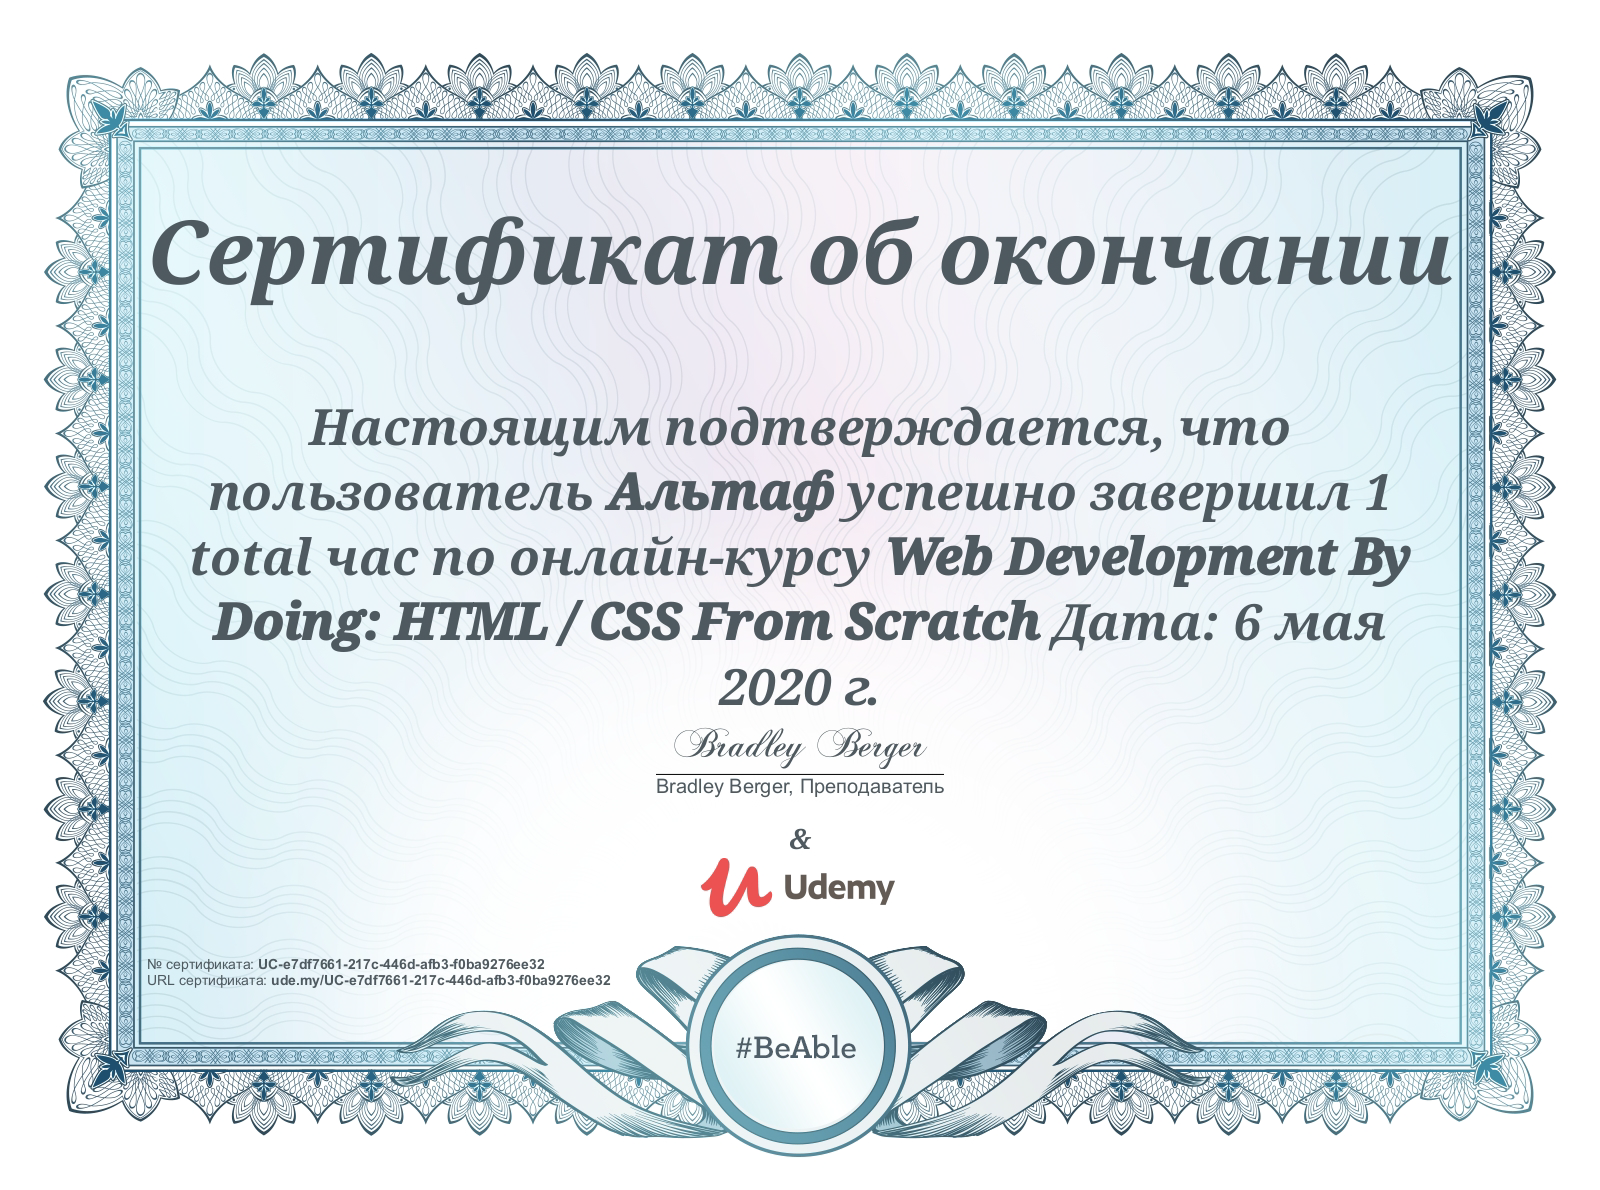 Сертификат об окончании
Настоящим подтверждается, что
пользователь Альтаф успешно завершил 1
total час по онлайн-курсу Web Development By
Doing: HTML / CSS From Scratch Дата: 6 мая
2020 г.
Bradley Berger
Bradley Berger, Преподаватель
&
Udemy
№ сертификата: UC-e7df7661-217c-446d-afb3-f0ba9276ee32
URL сертификата: ude.my/UC-e7df7661-217c-446d-afb3-f0ba9276ee32
#BeAble